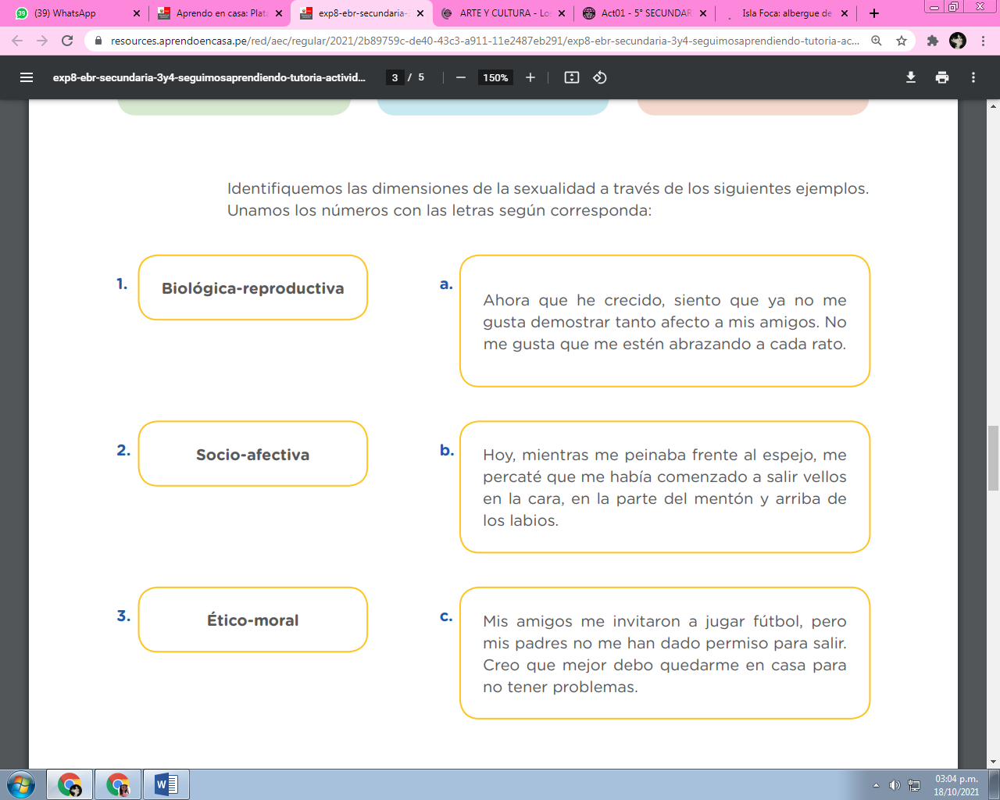 39 (39) WhatsApp
Aprendo en casa: Plata
exp8-ebr-secundaria-3
ARTE Y CULTURA - Los
Act01 - 5° SECUNDAR
Isla Foca: albergue de
resources.aprendoencasa.pe/red/aec/regular/2021/2b89759c-de40-43c3-a911-11e2487eb291/exp8-ebr-secundaria-3y4-seguimosaprendiendo-tutoria-ac...
exp8-ebr-secundaria-3y4-seguimosaprendiendo-tutoria-activid...
3 / 5
150%
Identifiquemos las dimensiones de la sexualidad a través de los siguientes ejemplos.
Unamos los números con las letras según corresponda:
1.
Biológica-reproductiva
a.
Ahora que he crecido, siento que ya no me
gusta demostrar tanto afecto a mis amigos. No
me gusta que me estén abrazando a cada rato.
2.
Socio-afectiva
b.
Hoy, mientras me peinaba frente al espejo, me
percaté que me había comenzado a salir vellos
en la cara, en la parte del mentón y arriba de
los labios.
3.
Ético-moral
c.
Mis amigos me invitaron a jugar fútbol, pero
mis padres no me han dado permiso para salir.
Creo que mejor debo quedarme en casa para
no tener problemas.
W
03:04 p.m.
18/10/2021